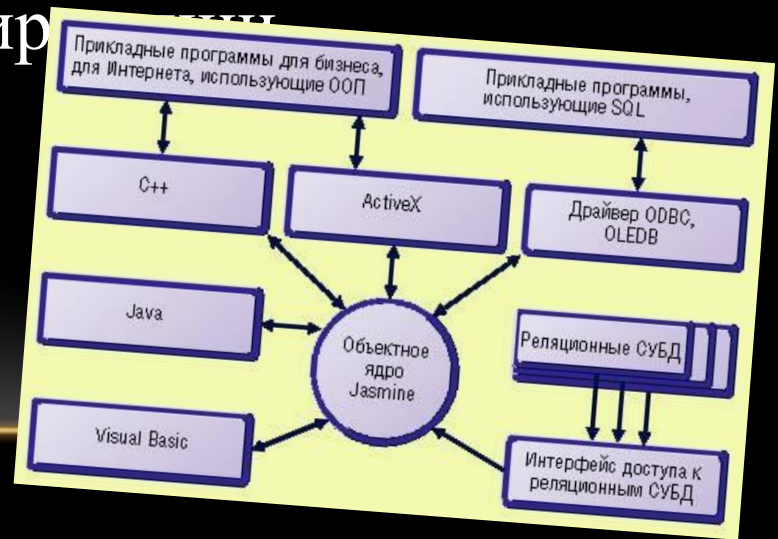 Прикладные программы для бизнеса,
для Интернета, использующие ООП
Прикладные программы,
использующие SQL
C++
ActiveX
Драйвер ODBC,
OLEDB
Java
Объектное
ядро
Jasmine
Реляционные СУБД
Visual Basic
Интерфейс доступа к
реляционным СУБД